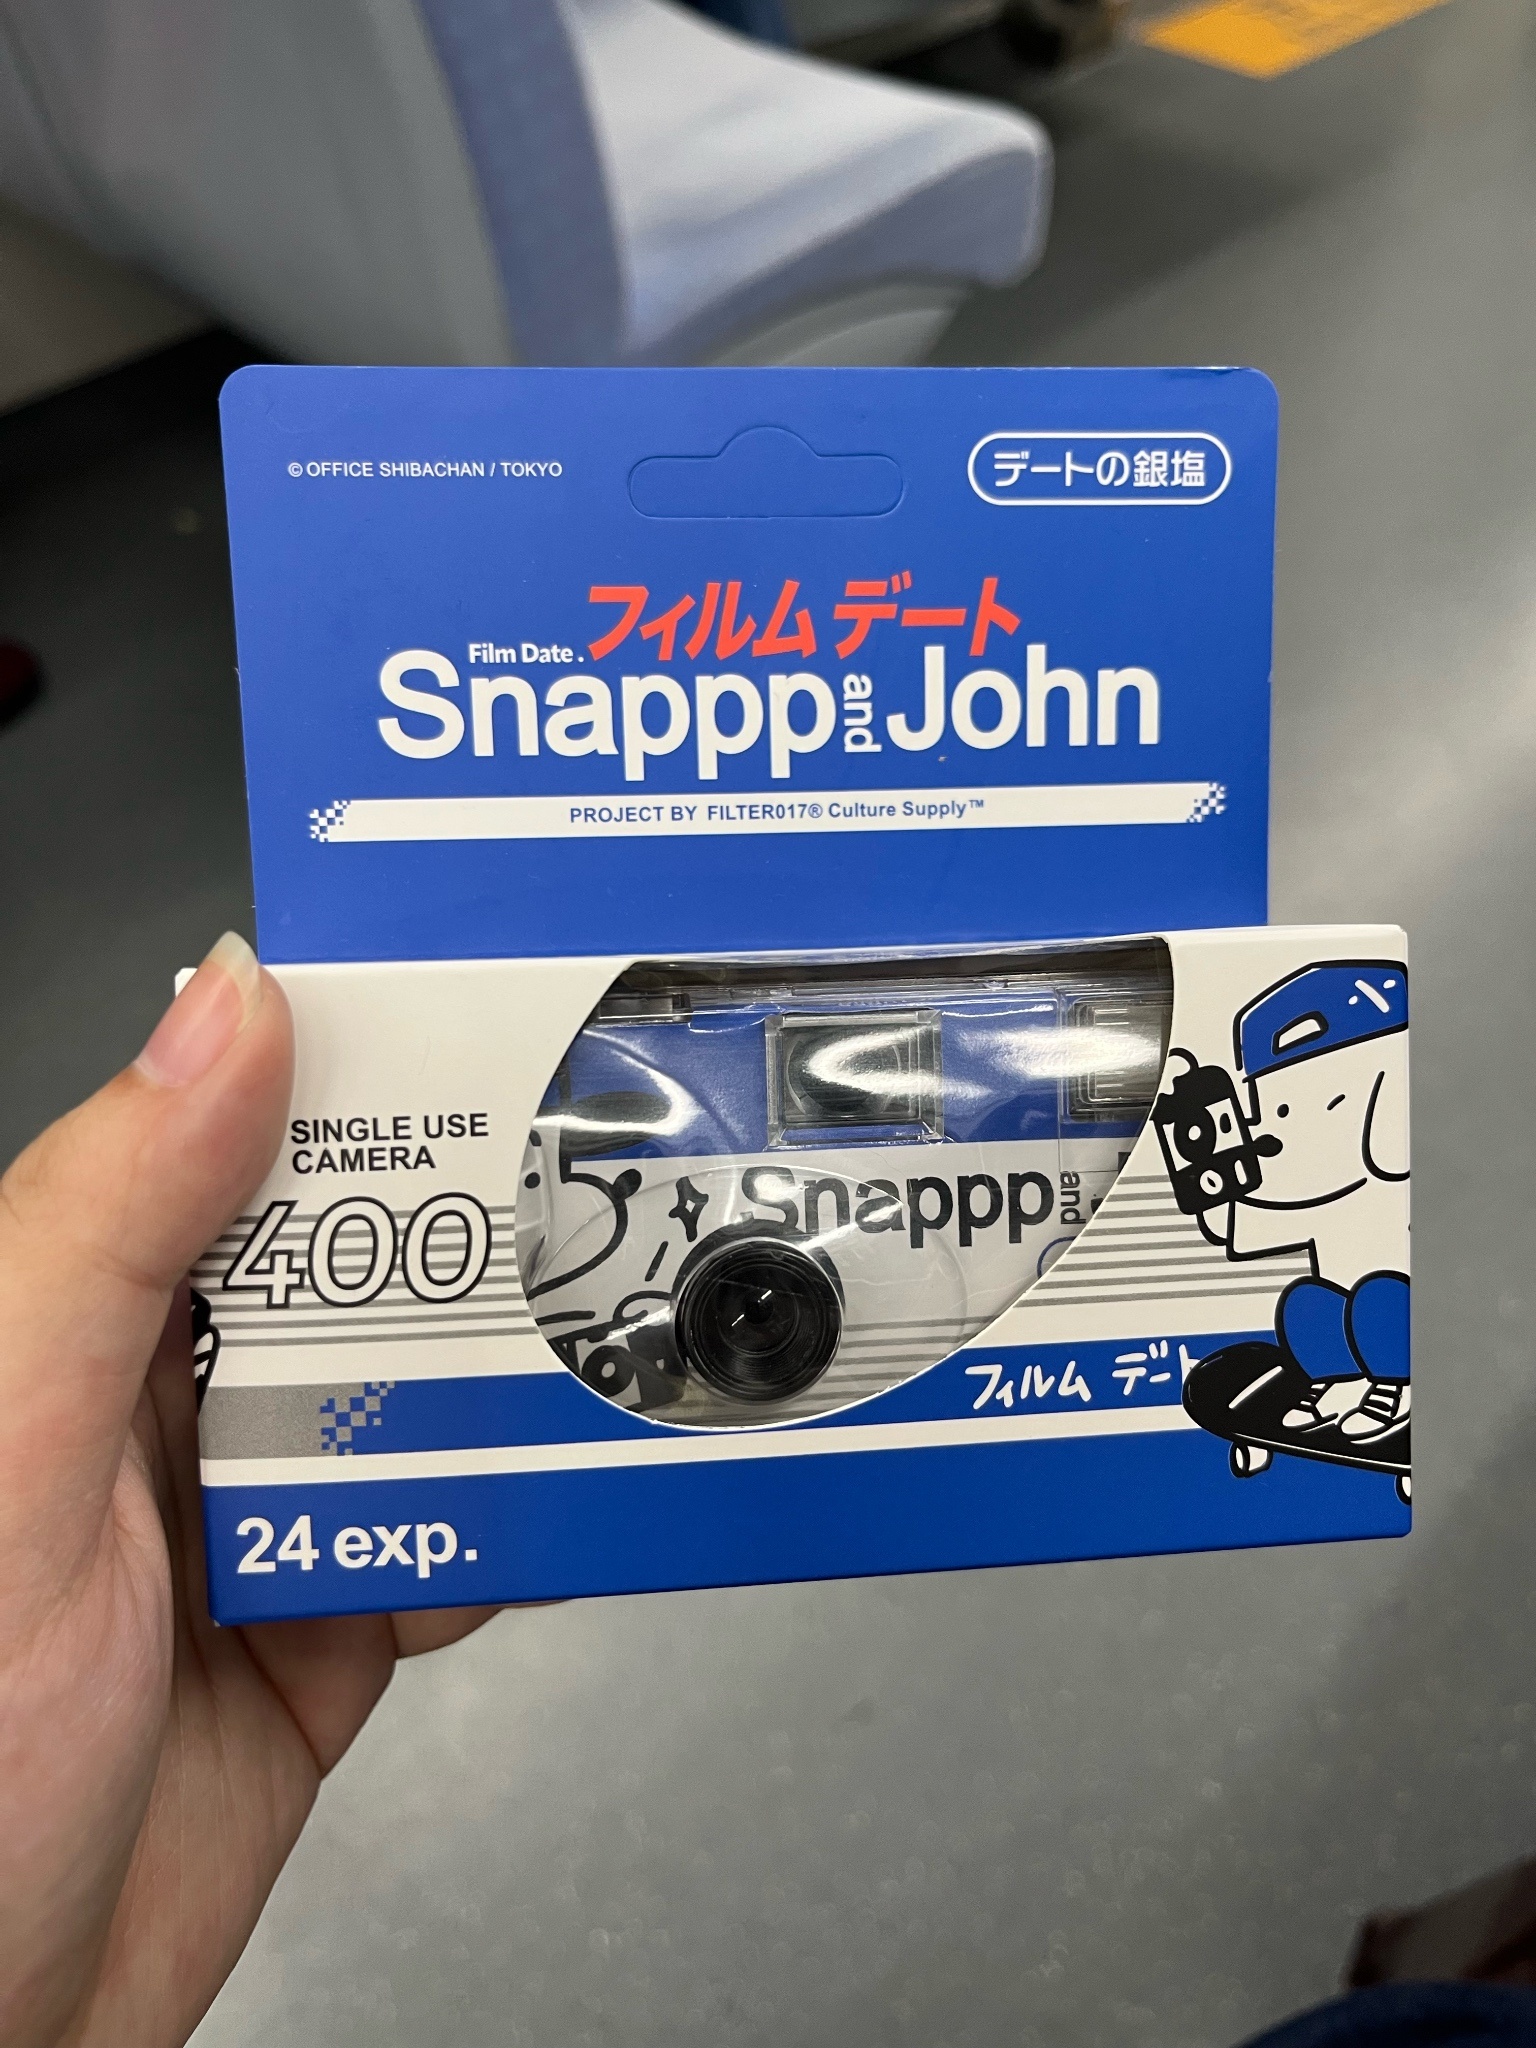 © OFFICE SHIBACHAN / TOKYO
デートの銀塩
Film Date. フィルムデート
Snappp and John
PROJECT BY FILTER017® Culture Supply™
SINGLE USE
CAMERA
400
Snappp and
フィルム デート
24 exp.